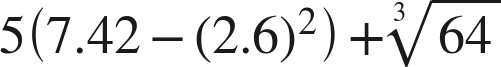 5(7.42 − (2.6)²) + ∛64